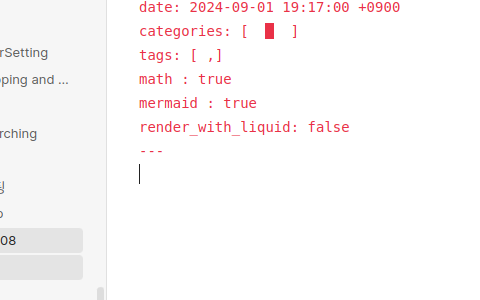 date: 2024-09-01 19:17:00 +0900
categories: [    ]
tags: [ ,]
math : true
mermaid : true
render_with_liquid: false
---
rSetting
ping and ...
rching
08